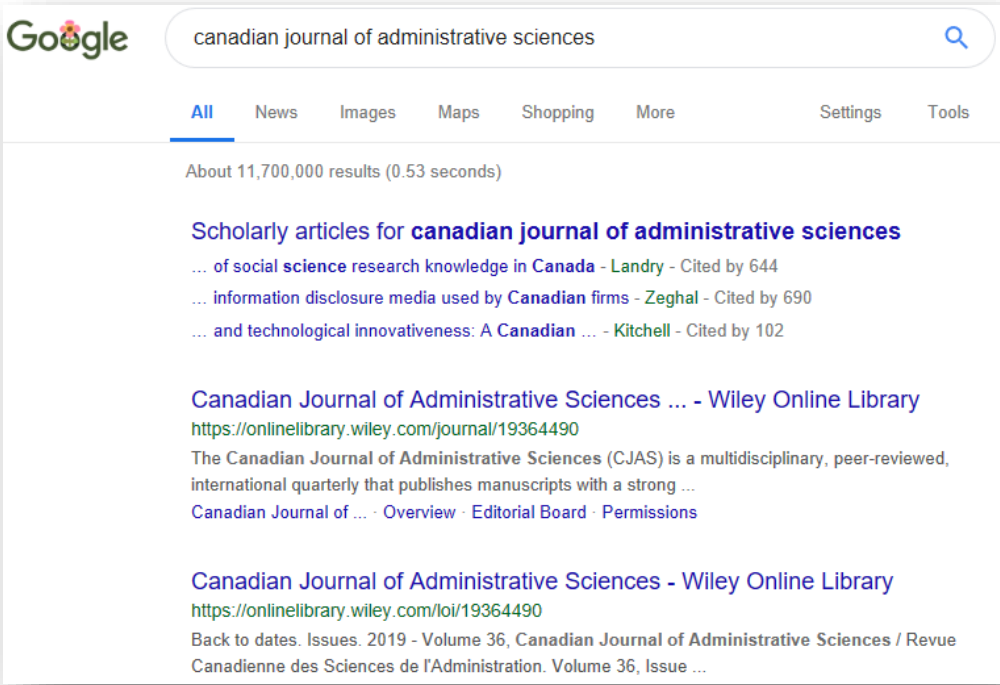 Google
canadian journal of administrative sciences
All News Images Maps Shopping More Settings Tools
About 11,700,000 results (0.53 seconds)
Scholarly articles for canadian journal of administrative sciences
... of social science research knowledge in Canada - Landry - Cited by 644
... information disclosure media used by Canadian firms - Zeghal - Cited by 690
... and technological innovativeness: A Canadian ... - Kitchell - Cited by 102
Canadian Journal of Administrative Sciences ... - Wiley Online Library
https://onlinelibrary.wiley.com/journal/19364490
The Canadian Journal of Administrative Sciences (CJAS) is a multidisciplinary, peer-reviewed,
international quarterly that publishes manuscripts with a strong ...
Canadian Journal of ... · Overview · Editorial Board · Permissions
Canadian Journal of Administrative Sciences - Wiley Online Library
https://onlinelibrary.wiley.com/loi/19364490
Back to dates. Issues. 2019 - Volume 36, Canadian Journal of Administrative Sciences / Revue
Canadienne des Sciences de l'Administration. Volume 36, Issue ...